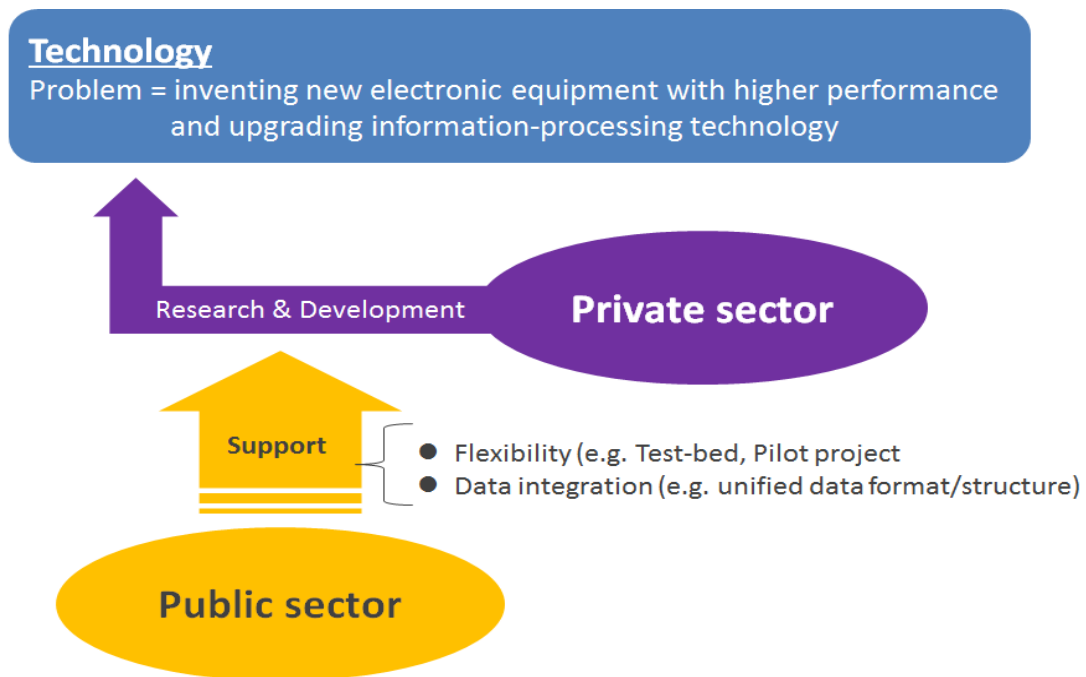 Technology
Problem = inventing new electronic equipment with higher performance
and upgrading information-processing technology
Research & Development
Private sector
Support
● Flexibility (e.g. Test-bed, Pilot project
● Data integration (e.g. unified data format/structure)
Public sector